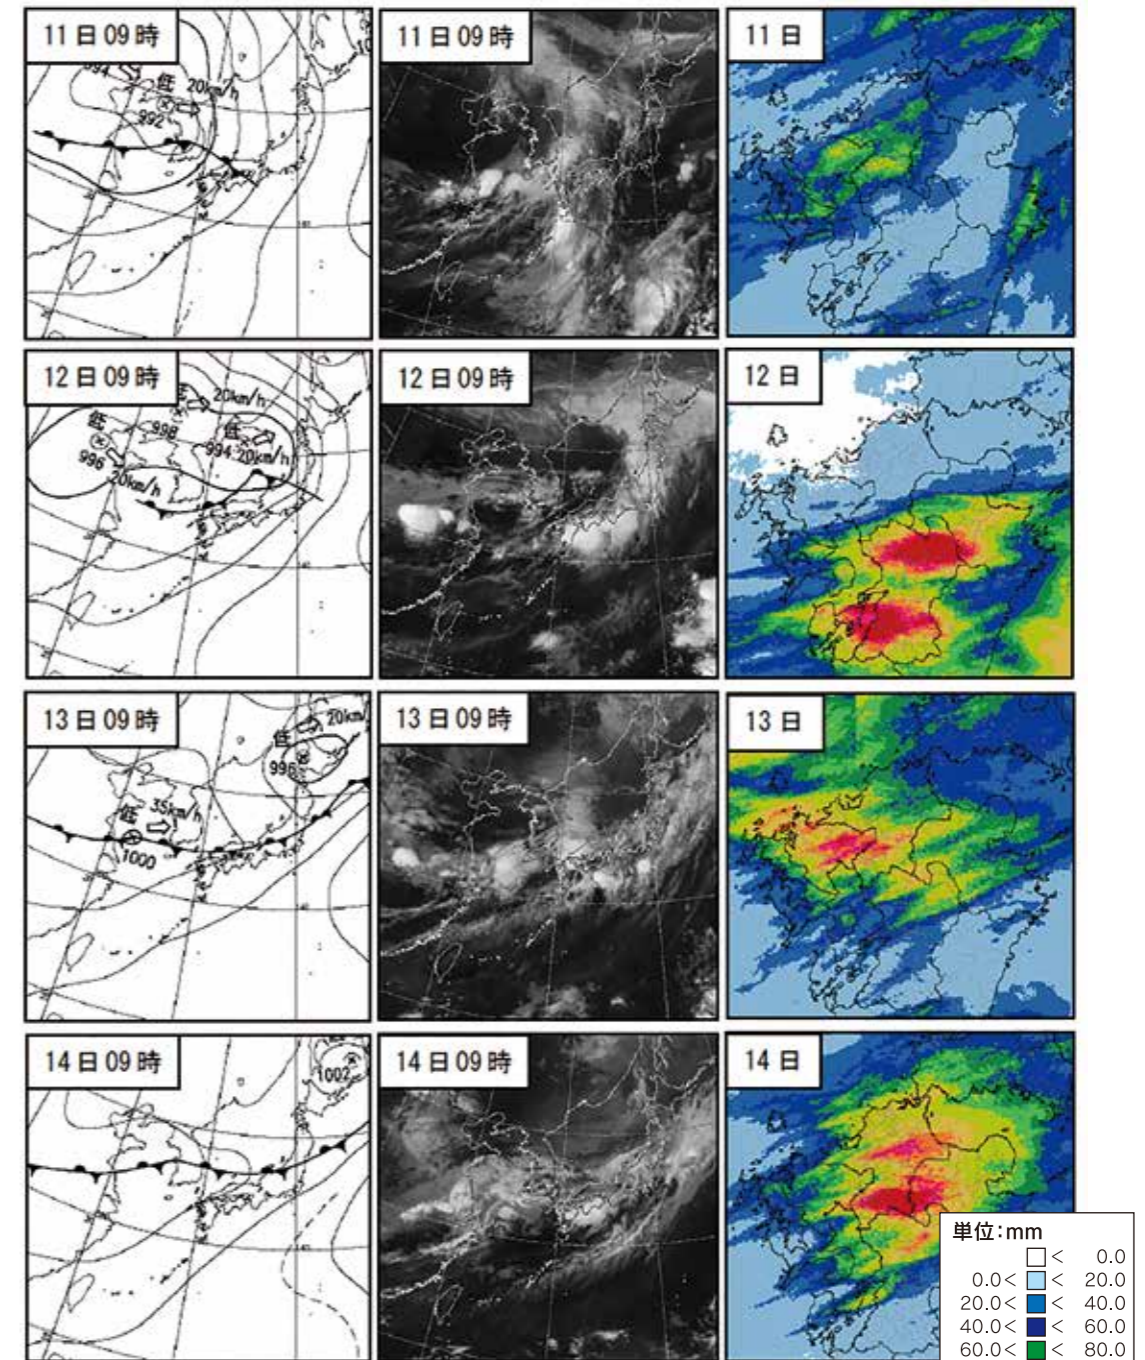 11日09時
低 20km/h
992
11日09時
11日
12日09時
20km/h
低
998
低
994 20km/h
996
20km/h
12日09時
12日
13日09時
20km/
低
996
35km/h
低
1000
13日09時
13日
14日09時
1002
14日09時
14日
単位:mm
< 0.0
0.0< < 20.0
20.0< < 40.0
40.0< < 60.0
60.0< < 80.0